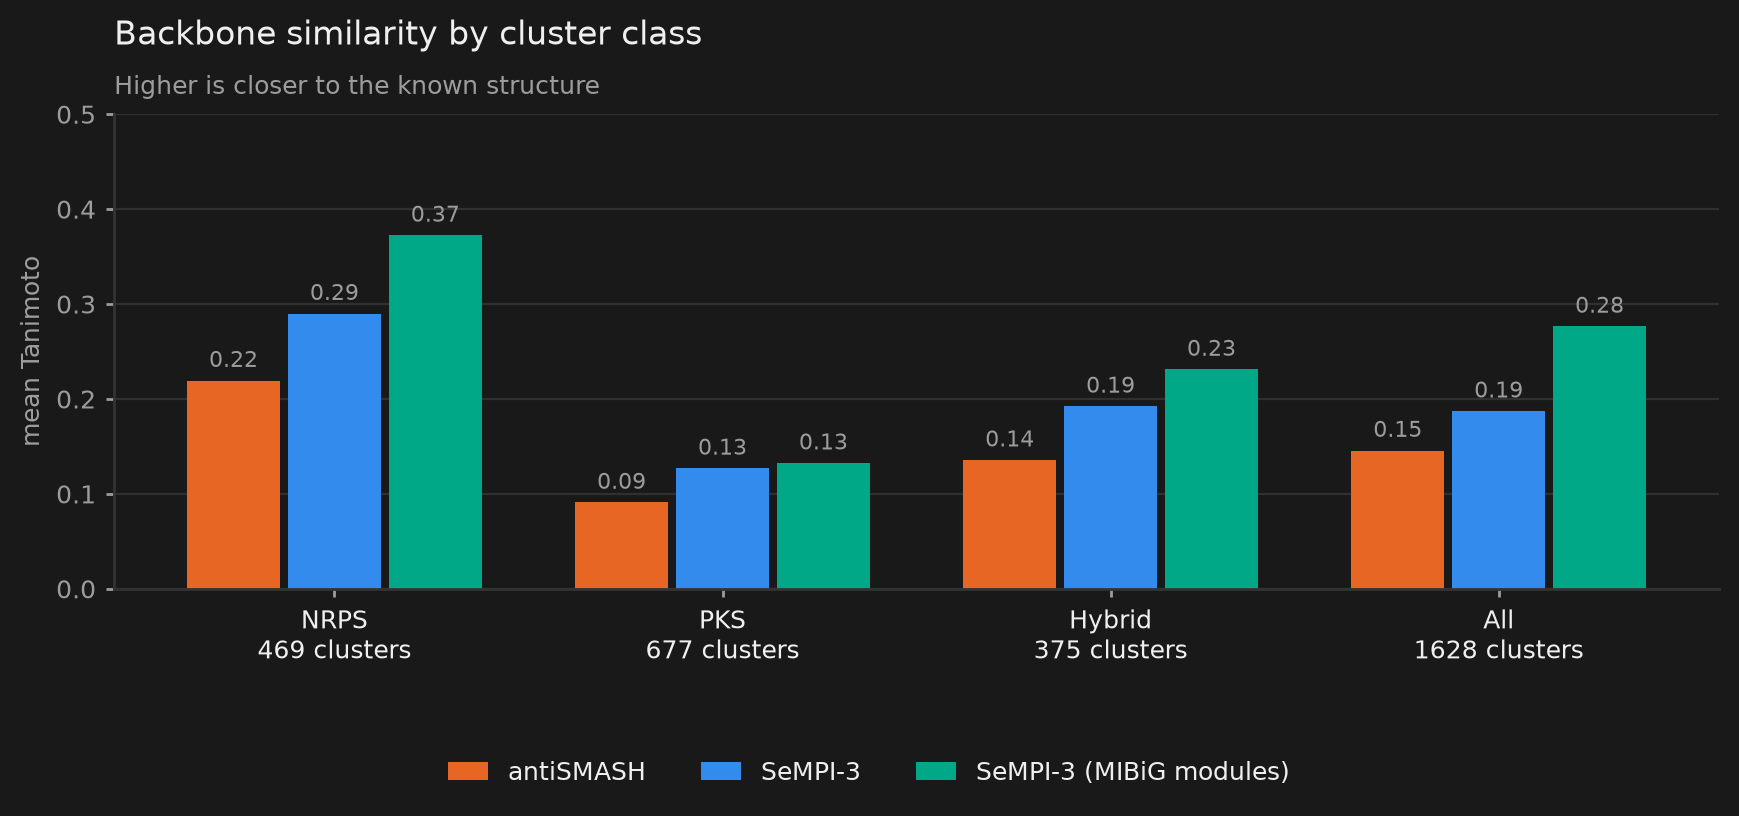 Backbone similarity by cluster class
Higher is closer to the known structure
mean Tanimoto
0.5
0.4
0.3
0.2
0.1
0.0
0.22
0.29
0.37
0.09
0.13
0.13
0.14
0.19
0.23
0.15
0.19
0.28
NRPS
469 clusters
PKS
677 clusters
Hybrid
375 clusters
All
1628 clusters
antiSMASH
SeMPI-3
SeMPI-3 (MIBiG modules)